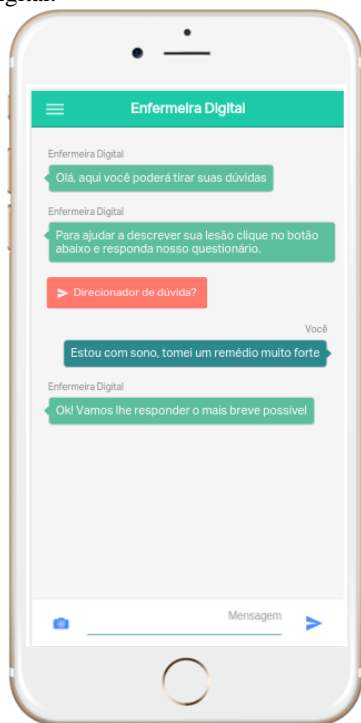 gital.
Enfermeira Digital
Enfermeira Digital
Olá, aqui você poderá tirar suas dúvidas
Enfermeira Digital
Para ajudar a descrever sua lesão clique no botão
abaixo e responda nosso questionário.
Direcionador de dúvida?
Você
Estou com sono, tomei um remédio muito forte
Enfermeira Digital
Ok! Vamos lhe responder o mais breve possível
Mensagem